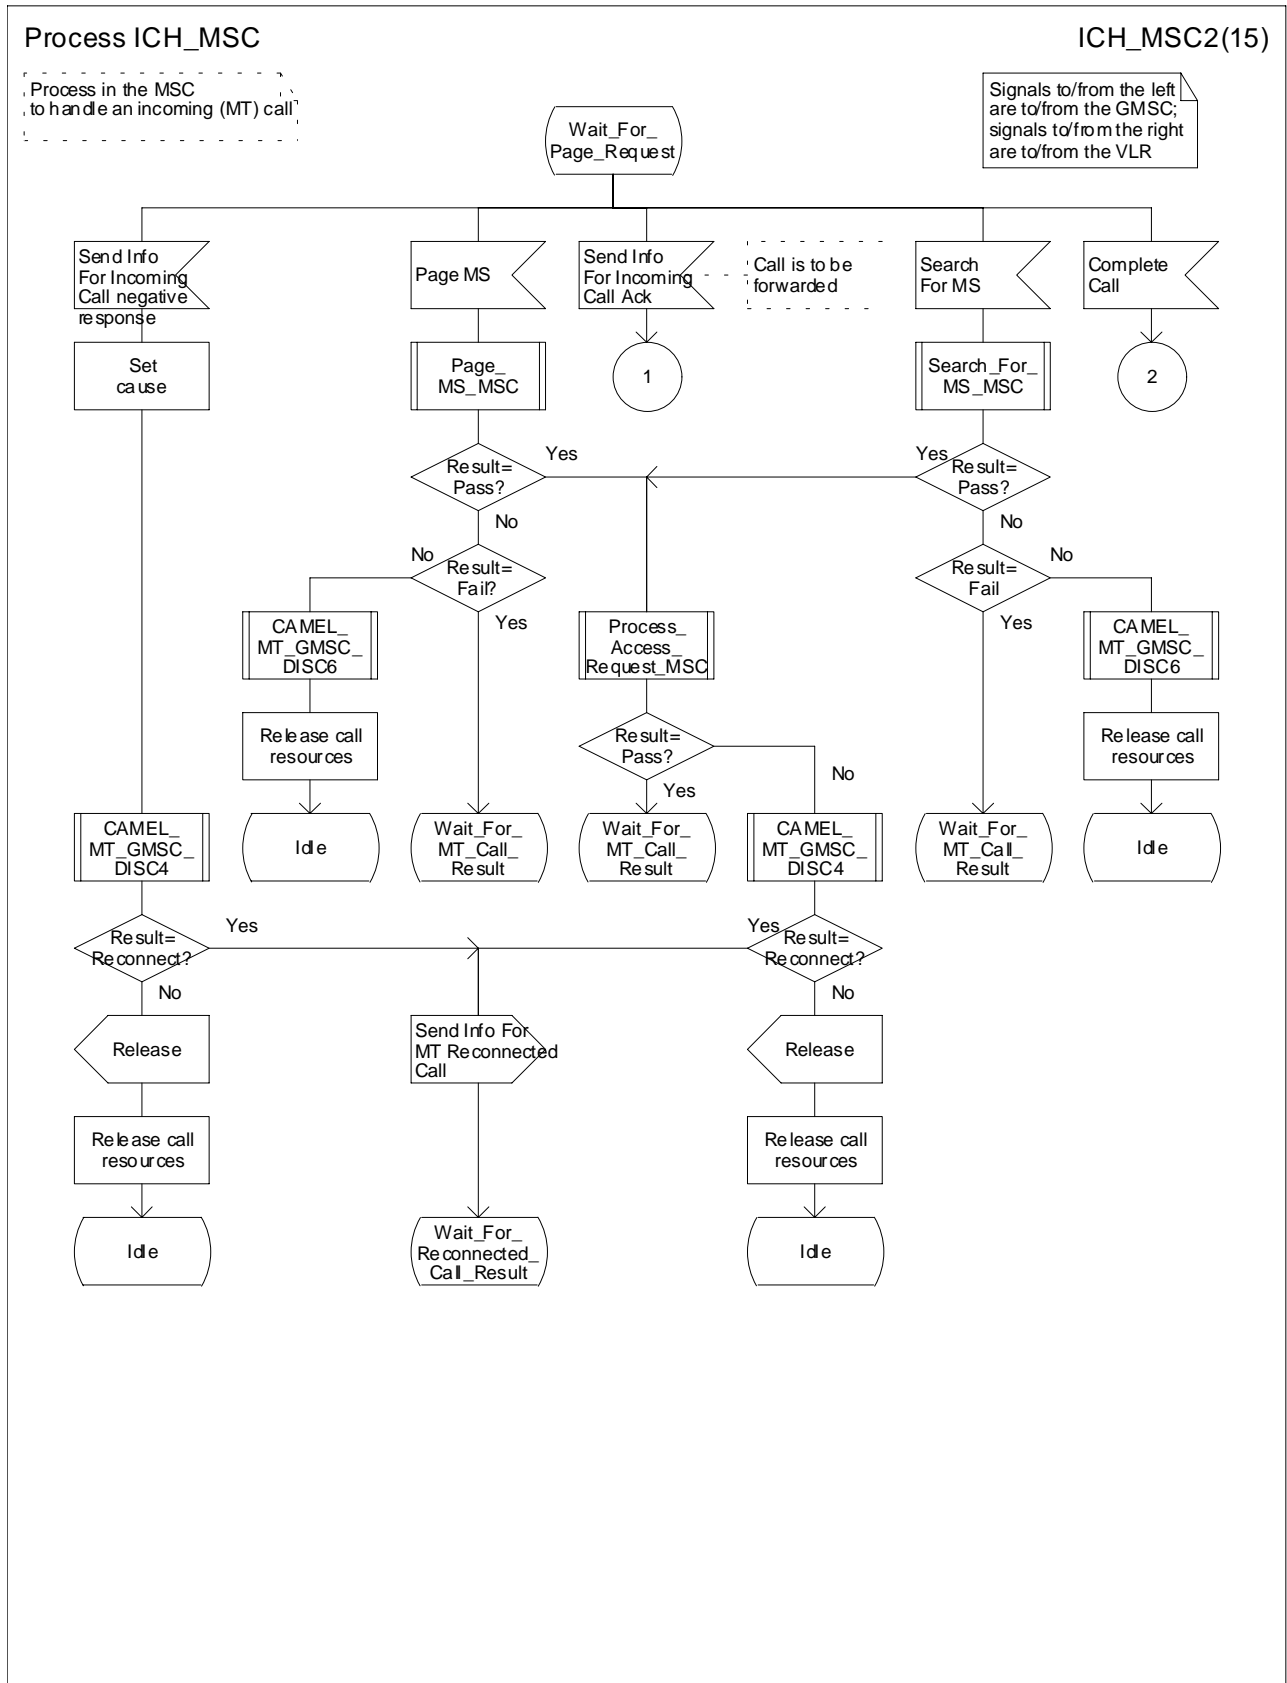 Process ICH_MSC
ICH_MSC2(15)
Process in the MSC
to handle an incoming (MT) call
Signals to/from the left
are to/from the GMSC;
signals to/from the right
are to/from the VLR
Wait_For_
Page_Request
Send Info
For Incoming
Call negative
response
Page MS
Send Info
For Incoming
Call Ack
Call is to be
forwarded
Search
For MS
Complete
Call
Set
cause
Page_
MS_MSC
1
Search_For_
MS_MSC
2
Result=
Pass?
Yes
No
Yes
Result=
Pass?
No
No
Result=
Fail?
Yes
Result=
Fail
No
Yes
CAMEL_
MT_GMSC_
DISC6
Process_
Access_
Request_MSC
CAMEL_
MT_GMSC_
DISC6
Release call
resources
Result=
Pass?
No
Yes
Release call
resources
CAMEL_
MT_GMSC_
DISC4
Idle
Wait_For_
MT_Call_
Result
Wait_For_
MT_Call_
Result
CAMEL_
MT_GMSC_
DISC4
Wait_For_
MT_Call_
Result
Idle
Result=
Reconnect?
Yes
No
Yes
Result=
Reconnect?
No
Release
Send Info For
MT Reconnected
Call
Release
Release call
resources
Release call
resources
Idle
Wait_For_
Reconnected_
Call_Result
Idle